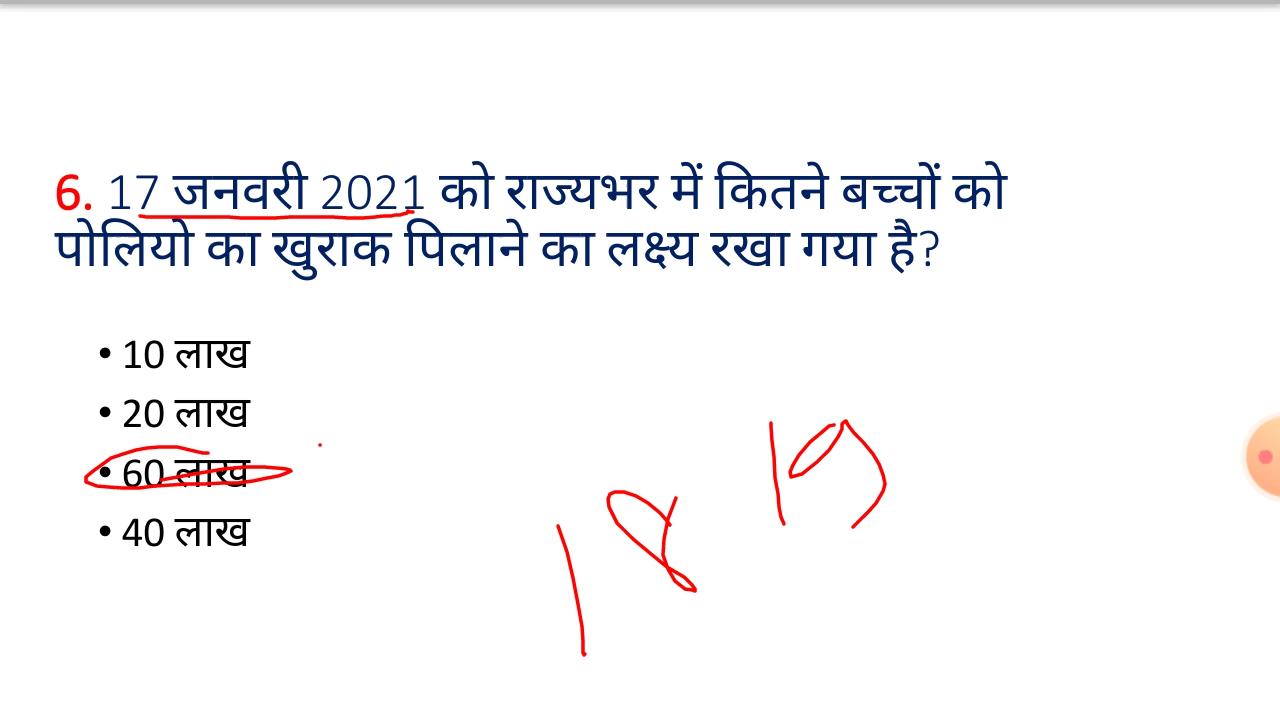 6. 17 जनवरी 2021 को राज्यभर में कितने बच्चों को
पोलियो का खुराक पिलाने का लक्ष्य रखा गया है?
• 10 लाख
• 20 लाख
• 60 लाख
• 40 लाख
18 19